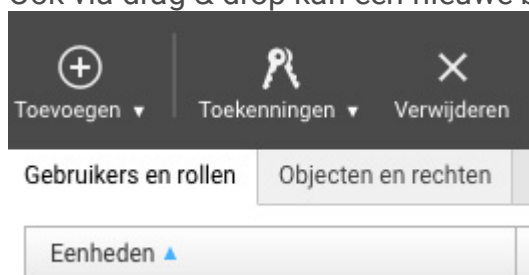 Ook via drag & drop kan een nieuwe
Toevoegen ▼ Toekenningen ▼ Verwijderen
Gebruikers en rollen Objecten en rechten
Eenheden ▲